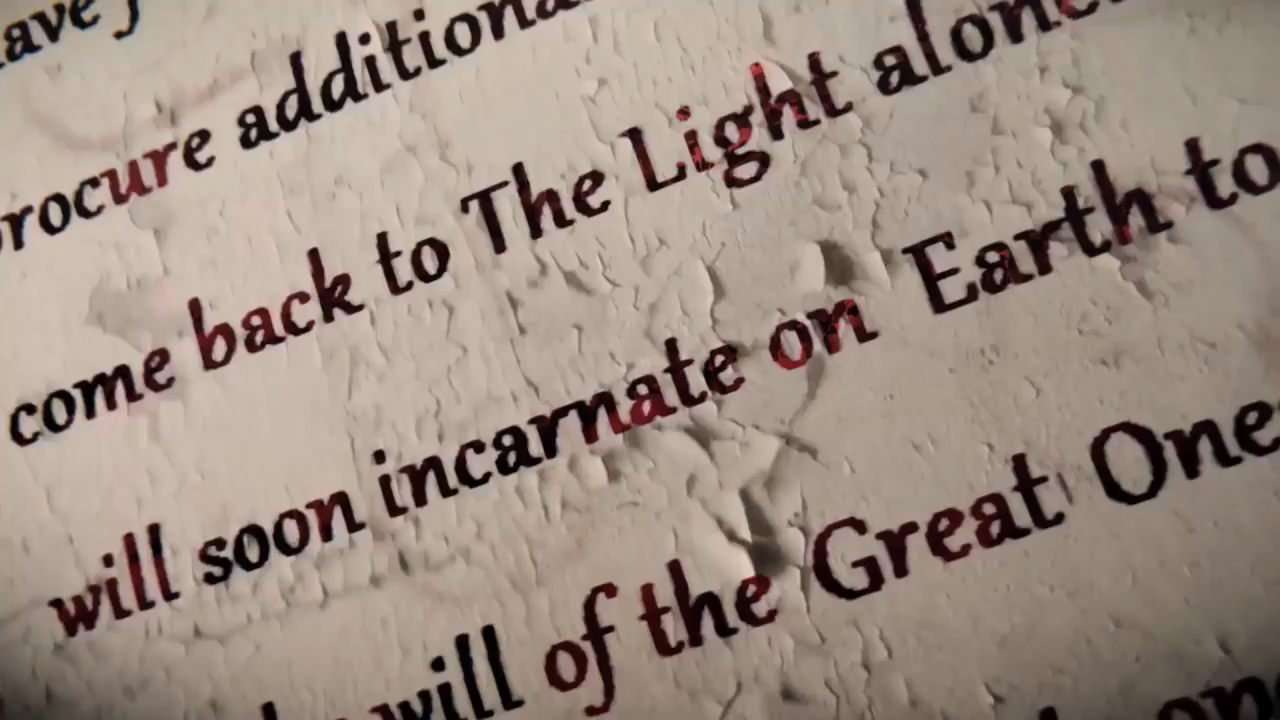 procure additional
come back to The Light alone.
will soon incarnate on Earth to
will of the Great One